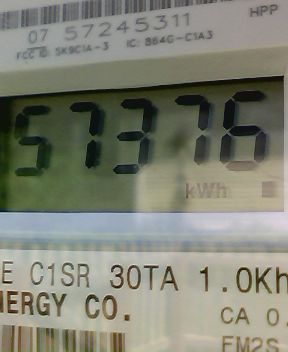 HPP
07 57245311
FCC ID: SK9C1A-3 IC: 864G-C1A3
57376
kWh
E C1SR 30TA 1.0Kh
NERGY CO.
CA 0.
FM2S